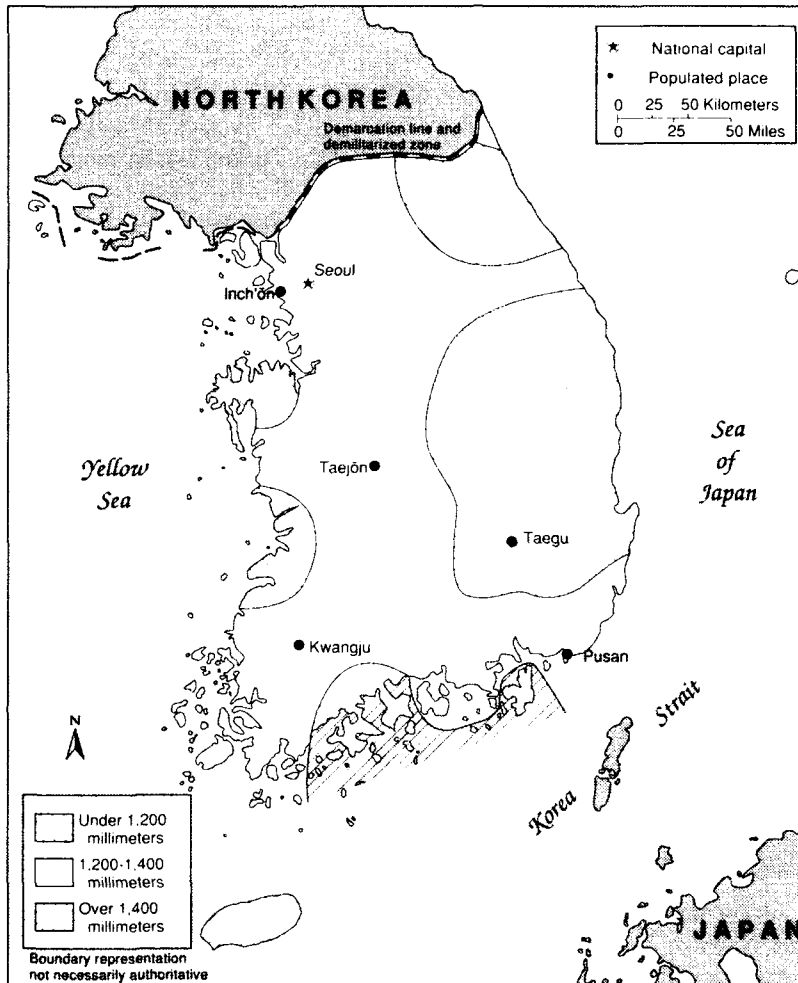 NORTH KOREA
Demarcation line and
demilitarized zone
★ National capital
• Populated place
0 25 50 Kilometers
0 25 50 Miles
Seoul
Inch'ŏn
Yellow
Sea
Taejŏn
Sea
of
Japan
Taegu
Kwangju
Pusan
N
Korea Strait
Under 1,200
millimeters
1,200-1,400
millimeters
Over 1,400
millimeters
JAPAN
Boundary representation
not necessarily authoritative